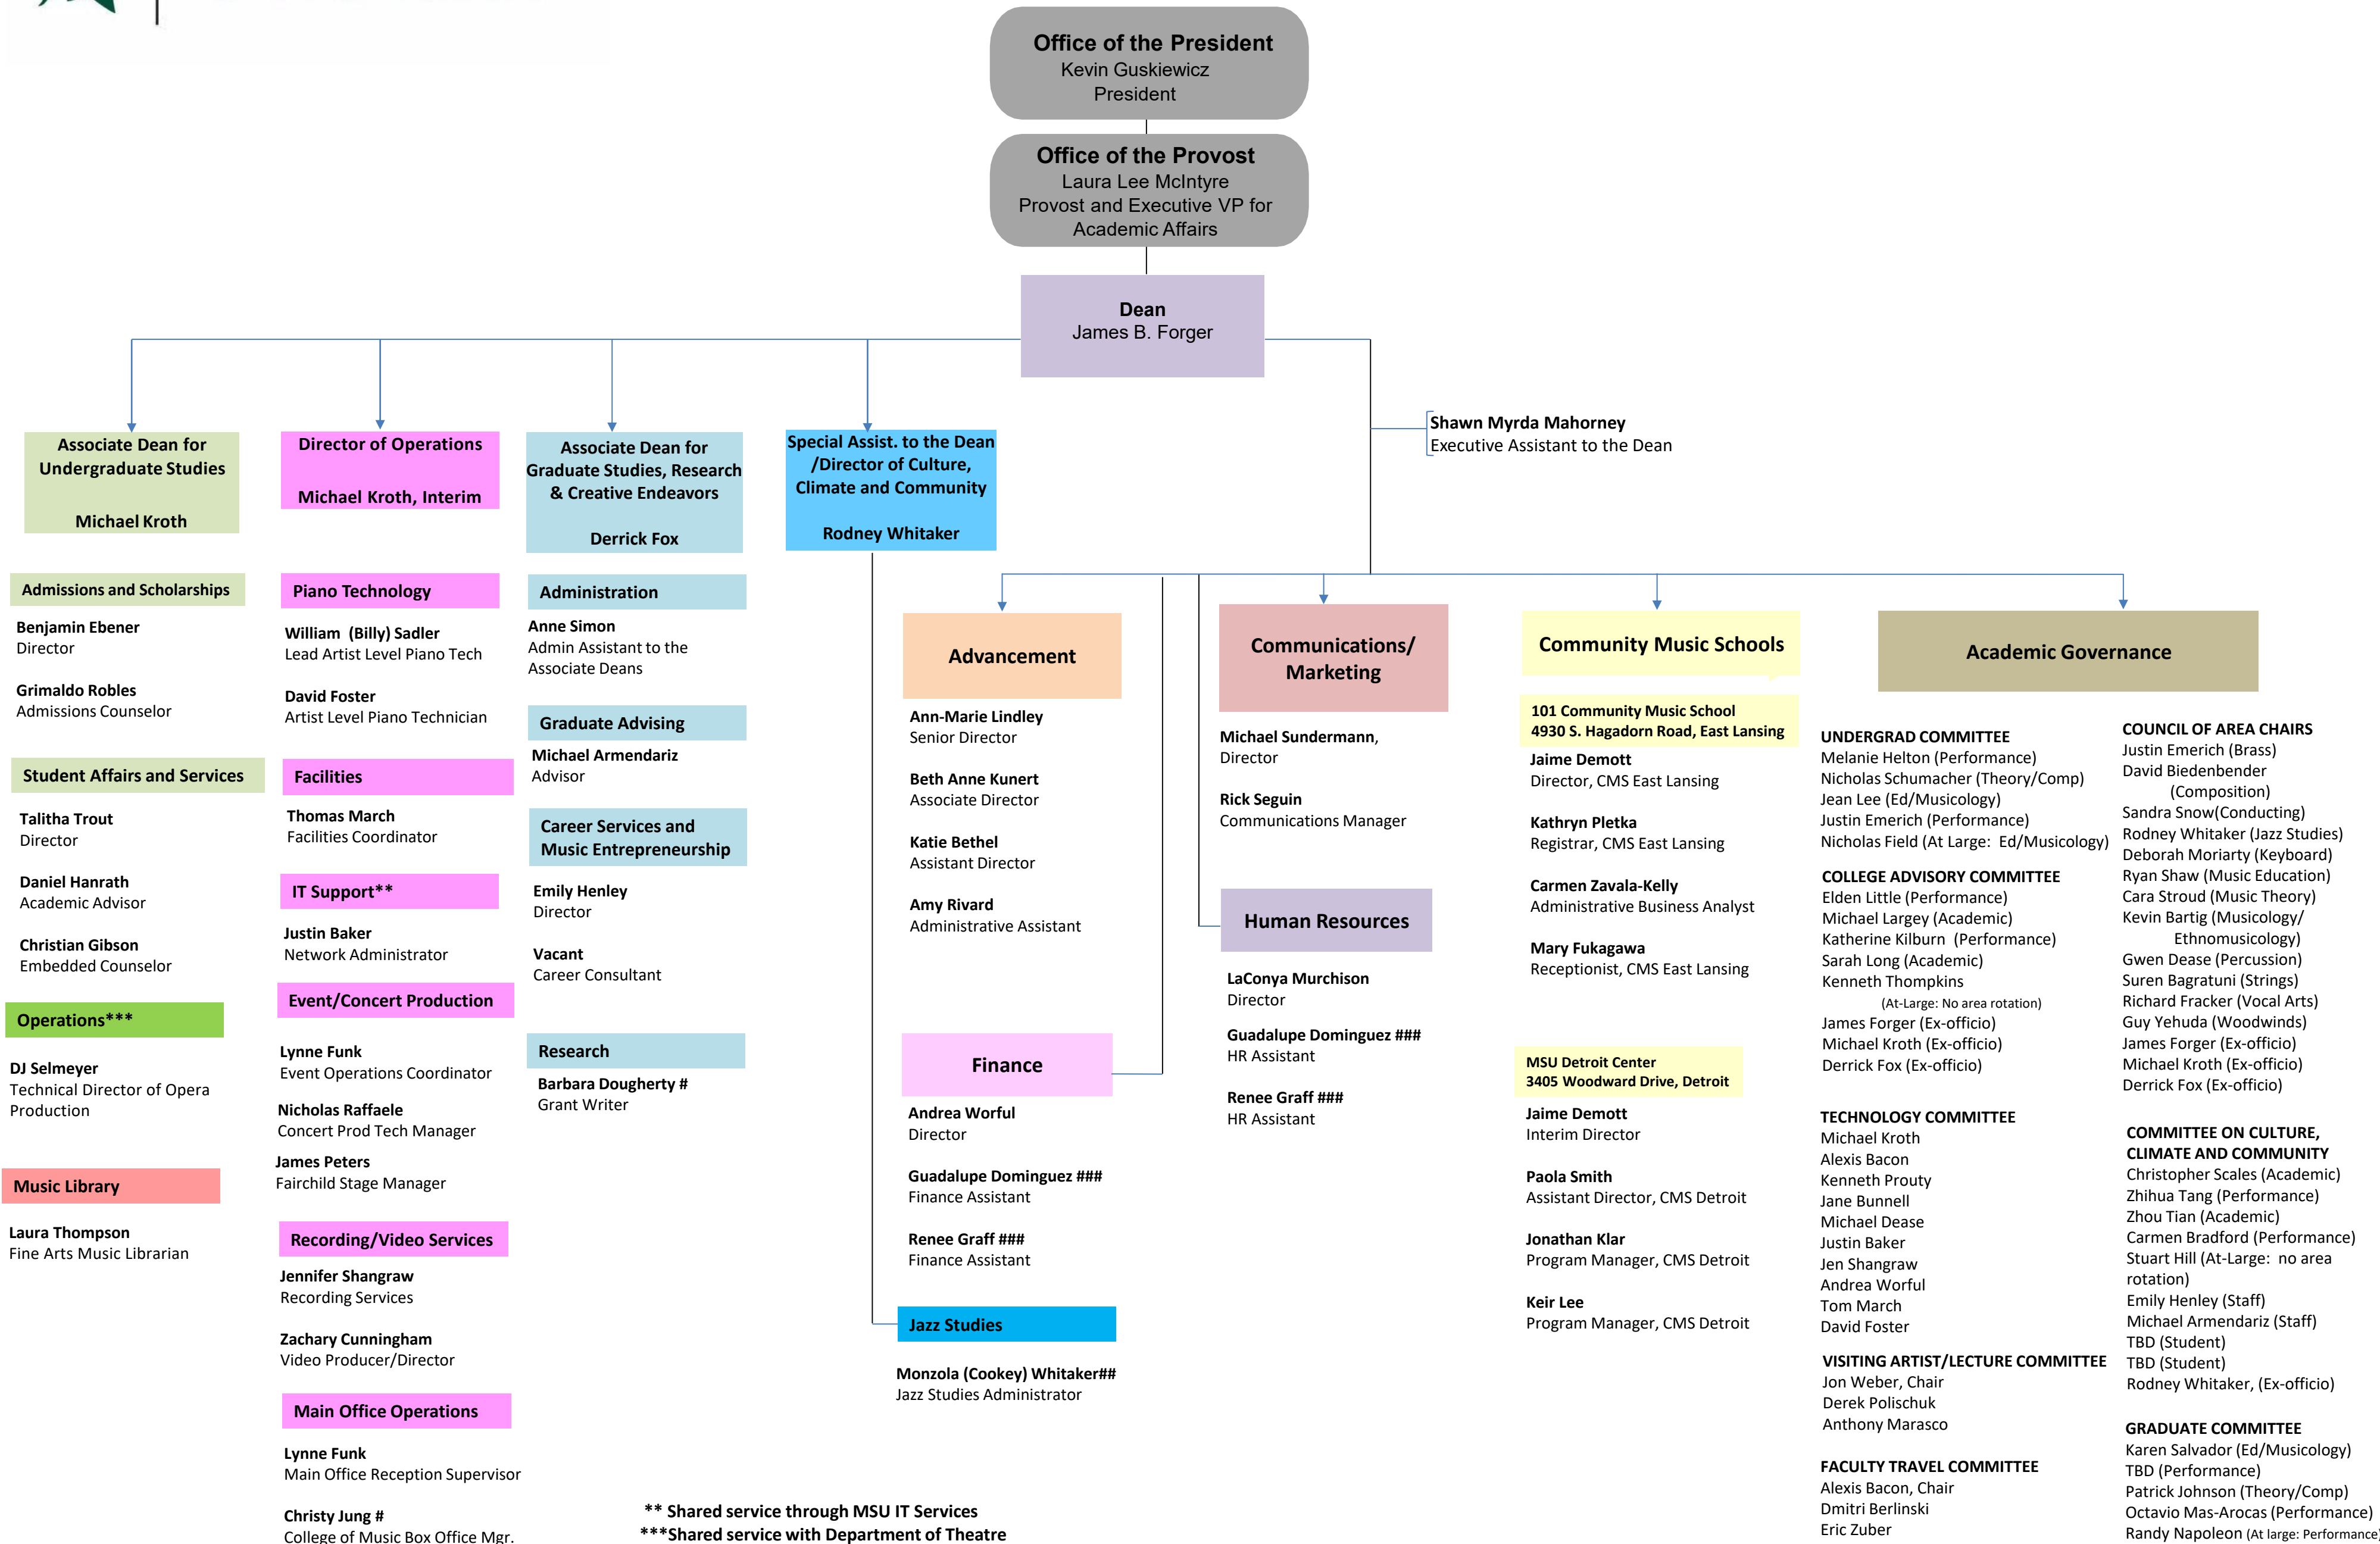 Office of the President
Kevin Guskiewicz
President
Office of the Provost
Laura Lee McIntyre
Provost and Executive VP for
Academic Affairs
Dean
James B. Forger
Shawn Myrda Mahorney
Executive Assistant to the Dean
Associate Dean for
Undergraduate Studies
Michael Kroth
Admissions and Scholarships
Benjamin Ebener
Director
Grimaldo Robles
Admissions Counselor
Student Affairs and Services
Talitha Trout
Director
Daniel Hanrath
Academic Advisor
Christian Gibson
Embedded Counselor
Operations***
DJ Selmeyer
Technical Director of Opera
Production
Music Library
Laura Thompson
Fine Arts Music Librarian
Director of Operations
Michael Kroth, Interim
Piano Technology
William  (Billy) Sadler
Lead Artist Level Piano Tech
David Foster
Artist Level Piano Technician
Facilities
Thomas March
Facilities Coordinator
IT Support**
Justin Baker
Network Administrator
Event/Concert Production
Lynne Funk
Event Operations Coordinator
Nicholas Raffaele
Concert Prod Tech Manager
James Peters
Fairchild Stage Manager
Recording/Video Services
Jennifer Shangraw
Recording Services
Zachary Cunningham
Video Producer/Director
Main Office Operations
Lynne Funk
Main Office Reception Supervisor
Christy Jung #
College of Music Box Office Mgr.
Associate Dean for
Graduate Studies, Research
& Creative Endeavors
Derrick Fox
Administration
Anne Simon
Admin Assistant to the
Associate Deans
Graduate Advising
Michael Armendariz
Advisor
Career Services and
Music Entrepreneurship
Emily Henley
Director
Vacant
Career Consultant
Research
Barbara Dougherty #
Grant Writer
Special Assist. to the Dean
/Director of Culture,
Climate and Community
Rodney Whitaker
Advancement
Ann-Marie Lindley
Senior Director
Beth Anne Kunert
Associate Director
Katie Bethel
Assistant Director
Amy Rivard
Administrative Assistant
Finance
Andrea Worful
Director
Guadalupe Dominguez ###
Finance Assistant
Renee Graff ###
Finance Assistant
Jazz Studies
Monzola (Cookey) Whitaker##
Jazz Studies Administrator
Communications/
Marketing
Michael Sundermann,
Director
Rick Seguin
Communications Manager
Human Resources
LaConya Murchison
Director
Guadalupe Dominguez ###
HR Assistant
Renee Graff ###
HR Assistant
Community Music Schools
101 Community Music School
4930 S. Hagadorn Road, East Lansing
Jaime Demott
Director, CMS East Lansing
Kathryn Pletka
Registrar, CMS East Lansing
Carmen Zavala-Kelly
Administrative Business Analyst
Mary Fukagawa
Receptionist, CMS East Lansing
MSU Detroit Center
3405 Woodward Drive, Detroit
Jaime Demott
Interim Director
Paola Smith
Assistant Director, CMS Detroit
Jonathan Klar
Program Manager, CMS Detroit
Keir Lee
Program Manager, CMS Detroit
Academic Governance
UNDERGRAD COMMITTEE
Melanie Helton (Performance)
Nicholas Schumacher (Theory/Comp)
Jean Lee (Ed/Musicology)
Justin Emerich (Performance)
Nicholas Field (At Large:  Ed/Musicology)
COLLEGE ADVISORY COMMITTEE
Elden Little (Performance)
Michael Largey (Academic)
Katherine Kilburn  (Performance)
Sarah Long (Academic)
Kenneth Thompkins
(At-Large: No area rotation)
James Forger (Ex-officio)
Michael Kroth (Ex-officio)
Derrick Fox (Ex-officio)
TECHNOLOGY COMMITTEE
Michael Kroth
Alexis Bacon
Kenneth Prouty
Jane Bunnell
Michael Dease
Justin Baker
Jen Shangraw
Andrea Worful
Tom March
David Foster
VISITING ARTIST/LECTURE COMMITTEE
Jon Weber, Chair
Derek Polischuk
Anthony Marasco
FACULTY TRAVEL COMMITTEE
Alexis Bacon, Chair
Dmitri Berlinski
Eric Zuber
COUNCIL OF AREA CHAIRS
Justin Emerich (Brass)
David Biedenbender
(Composition)
Sandra Snow(Conducting)
Rodney Whitaker (Jazz Studies)
Deborah Moriarty (Keyboard)
Ryan Shaw (Music Education)
Cara Stroud (Music Theory)
Kevin Bartig (Musicology/
Ethnomusicology)
Gwen Dease (Percussion)
Suren Bagratuni (Strings)
Richard Fracker (Vocal Arts)
Guy Yehuda (Woodwinds)
James Forger (Ex-officio)
Michael Kroth (Ex-officio)
Derrick Fox (Ex-officio)
COMMITTEE ON CULTURE,
CLIMATE AND COMMUNITY
Christopher Scales (Academic)
Zhihua Tang (Performance)
Zhou Tian (Academic)
Carmen Bradford (Performance)
Stuart Hill (At-Large:  no area
rotation)
Emily Henley (Staff)
Michael Armendariz (Staff)
TBD (Student)
TBD (Student)
Rodney Whitaker, (Ex-officio)
GRADUATE COMMITTEE
Karen Salvador (Ed/Musicology)
TBD (Performance)
Patrick Johnson (Theory/Comp)
Octavio Mas-Arocas (Performance)
Randy Napoleon (At large: Performance)
** Shared service through MSU IT Services
***Shared service with Department of Theatre